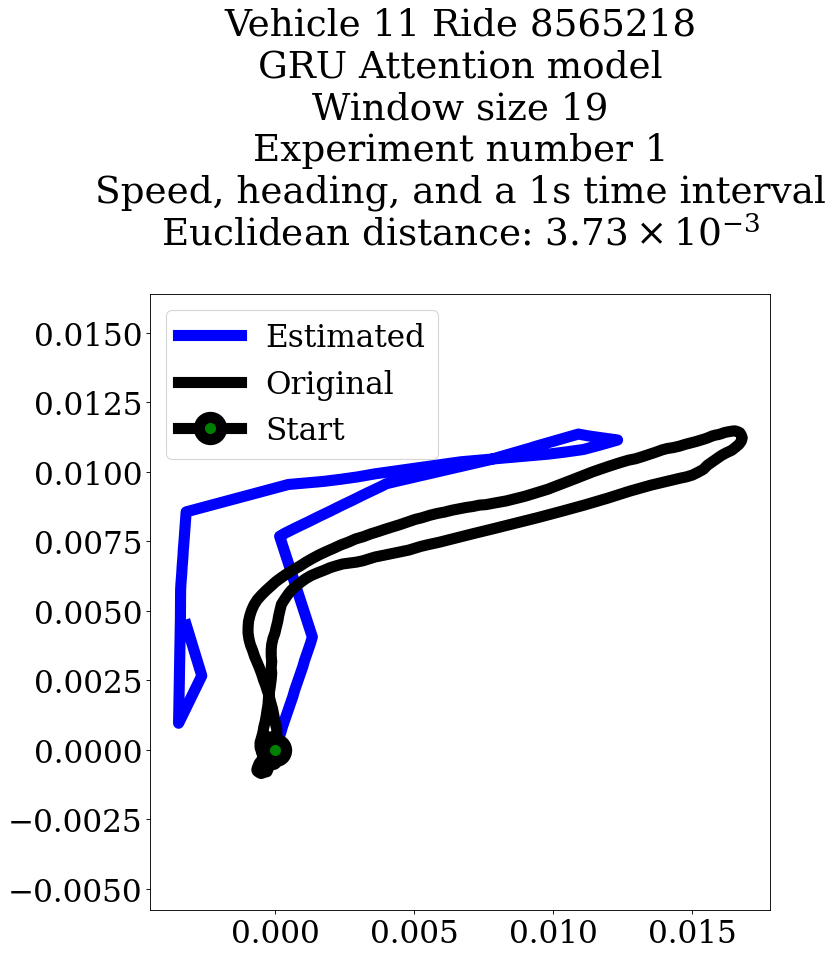 Vehicle 11 Ride 8565218
GRU Attention model
Window size 19
Experiment number 1
Speed, heading, and a 1s time interval
Euclidean distance: 3.73 × 10⁻³
Estimated
Original
Start
0.0150
0.0125
0.0100
0.0075
0.0050
0.0025
0.0000
−0.0025
−0.0050
0.000 0.005 0.010 0.015